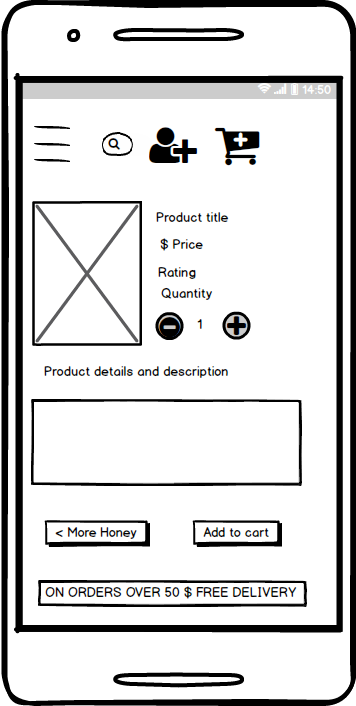 14:50
Product title
$ Price
Rating
Quantity
1
Product details and description
< More Honey
Add to cart
ON ORDERS OVER 50 $ FREE DELIVERY